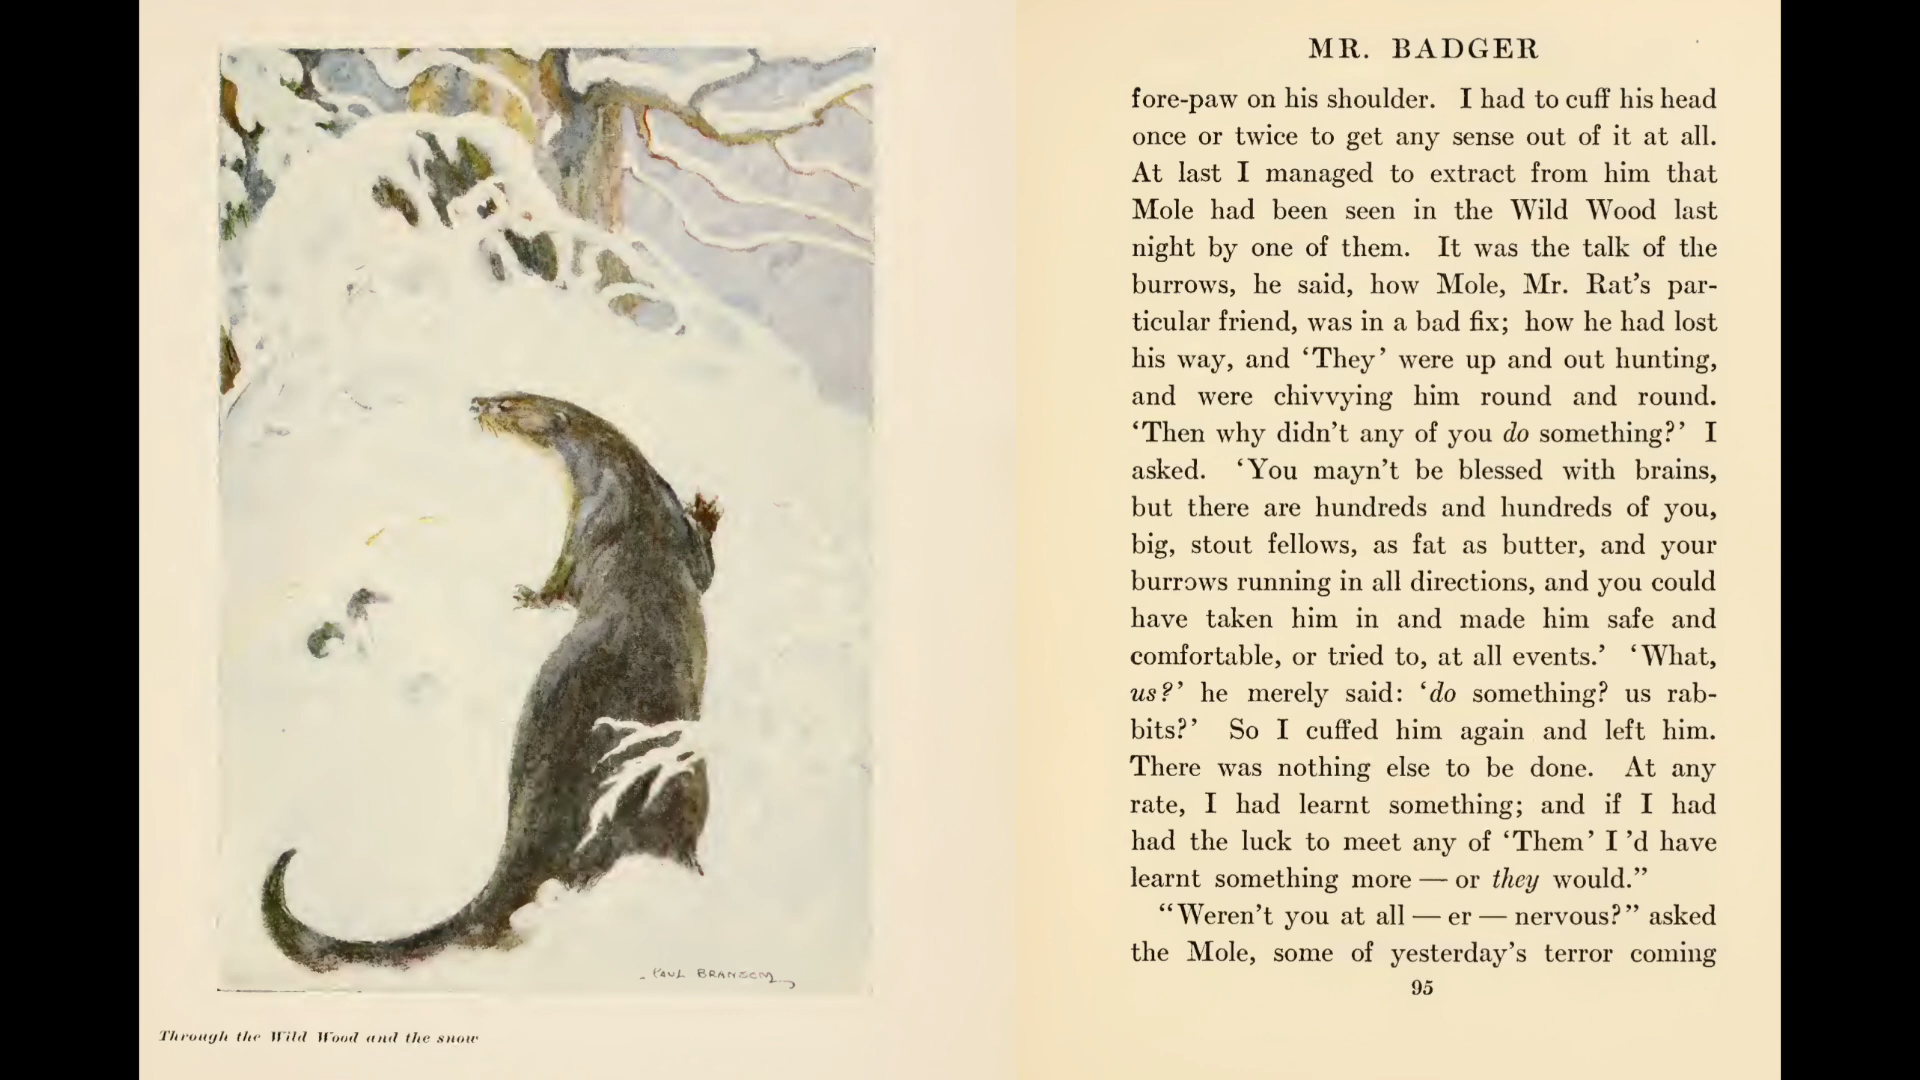 PAUL BRANSOM
Through the Wild Wood and the snow
MR. BADGER
fore-paw on his shoulder. I had to cuff his head
once or twice to get any sense out of it at all.
At last I managed to extract from him that
Mole had been seen in the Wild Wood last
night by one of them. It was the talk of the
burrows, he said, how Mole, Mr. Rat's par-
ticular friend, was in a bad fix; how he had lost
his way, and ‘They’ were up and out hunting,
and were chivvying him round and round.
‘Then why didn't any of you do something?’ I
asked. ‘You mayn't be blessed with brains,
but there are hundreds and hundreds of you,
big, stout fellows, as fat as butter, and your
burrows running in all directions, and you could
have taken him in and made him safe and
comfortable, or tried to, at all events.’ ‘What,
us?’ he merely said: ‘do something? us rab-
bits?’ So I cuffed him again and left him.
There was nothing else to be done. At any
rate, I had learnt something; and if I had
had the luck to meet any of ‘Them’ I 'd have
learnt something more — or they would.”
“Weren't you at all — er — nervous?” asked
the Mole, some of yesterday's terror coming
95